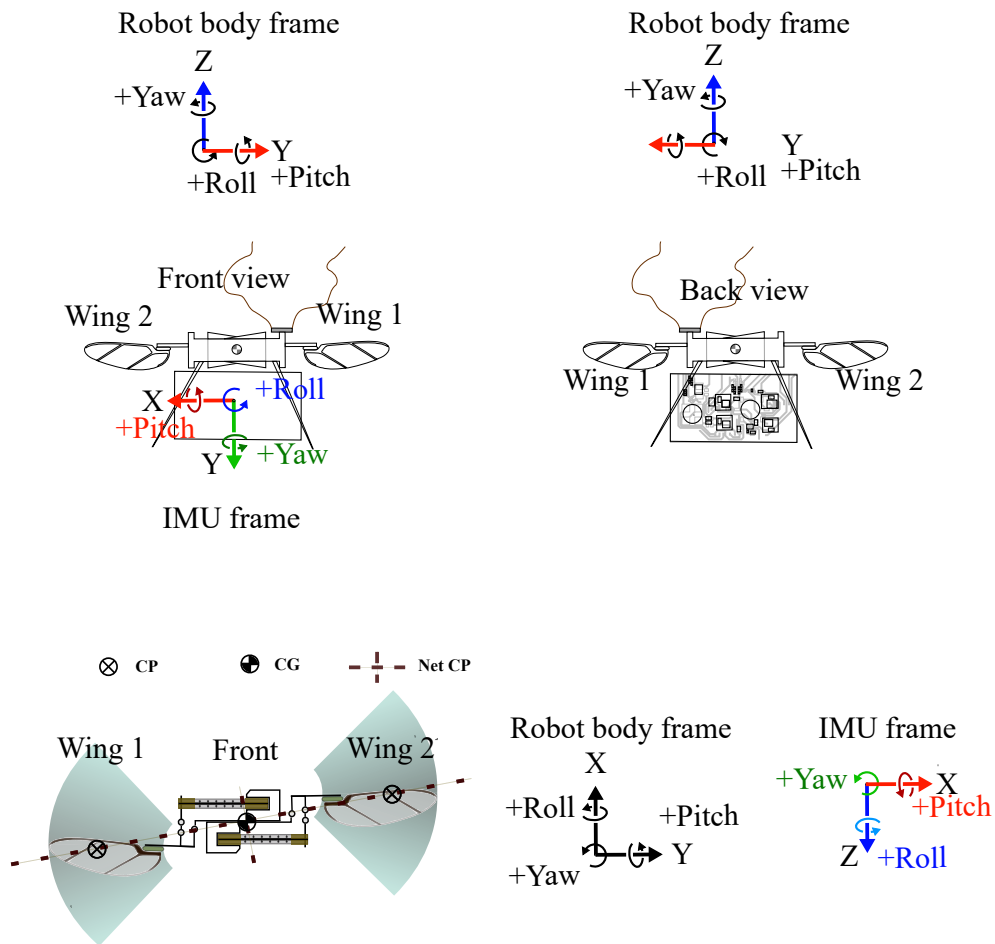 Robot body frame
Z
+Yaw
Y
+Roll
+Pitch
Robot body frame
Z
+Yaw
Y
+Roll
+Pitch
Front view
Wing 2
Wing 1
+Roll
X
+Pitch
+Yaw
Y
IMU frame
Back view
Wing 1
Wing 2
CP
CG
Net CP
Wing 1
Front
Wing 2
Robot body frame
X
+Roll
+Pitch
Y
+Yaw
IMU frame
+Yaw
X
+Pitch
Z
+Roll